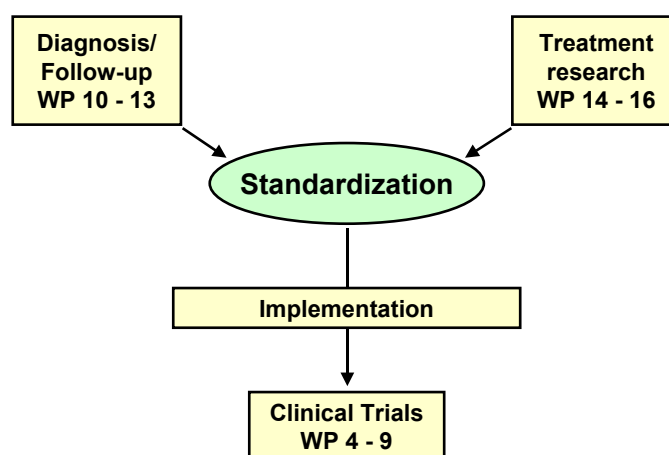 Diagnosis/
Follow-up
WP 10 - 13
Treatment
research
WP 14 - 16
Standardization
Implementation
Clinical Trials
WP 4 - 9